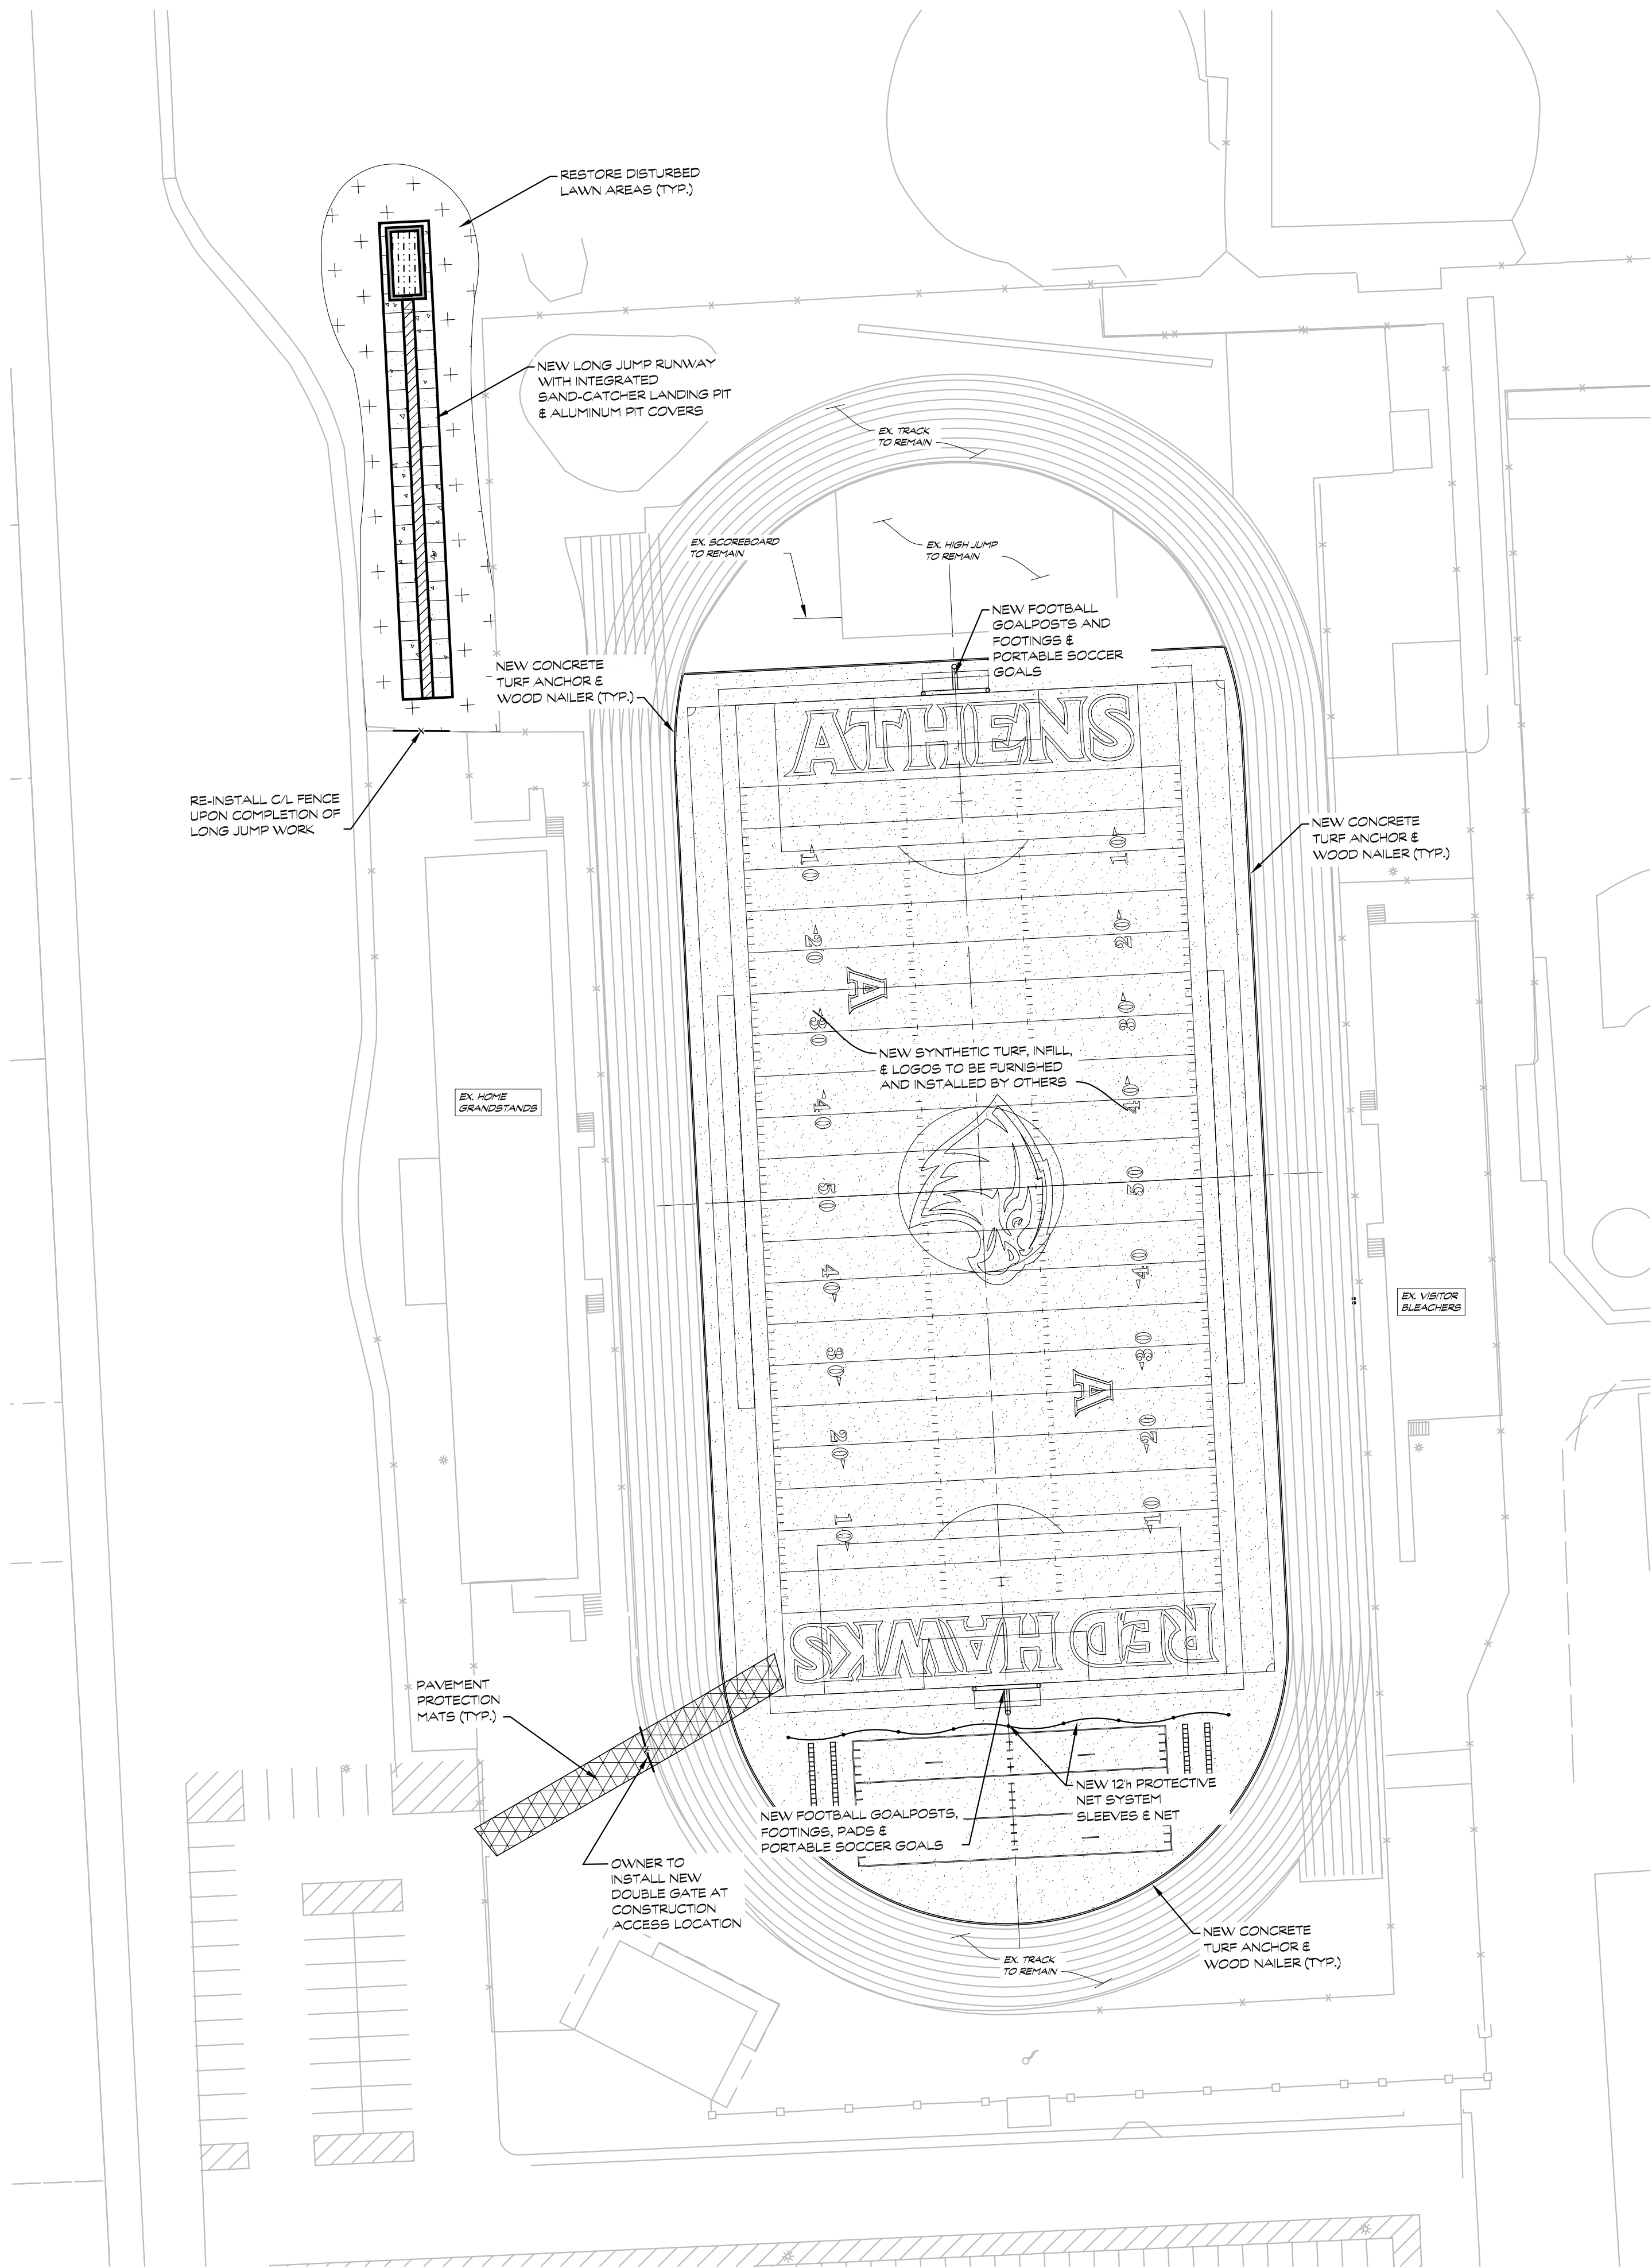 RESTORE DISTURBED
LAWN AREAS (TYP.)
NEW LONG JUMP RUNWAY
WITH INTEGRATED
SAND-CATCHER LANDING PIT
& ALUMINUM PIT COVERS
EX. TRACK
TO REMAIN
EX. SCOREBOARD
TO REMAIN
EX. HIGH JUMP
TO REMAIN
NEW FOOTBALL
GOALPOSTS AND
FOOTINGS &
PORTABLE SOCCER
GOALS
NEW CONCRETE
TURF ANCHOR &
WOOD NAILER (TYP.)
ATHENS
RE-INSTALL C/L FENCE
UPON COMPLETION OF
LONG JUMP WORK
NEW CONCRETE
TURF ANCHOR &
WOOD NAILER (TYP.)
10
10
20
20
A
30
30
NEW SYNTHETIC TURF, INFILL,
& LOGOS TO BE FURNISHED
AND INSTALLED BY OTHERS
EX. HOME
GRANDSTANDS
40
40
50
50
40
40
EX. VISITOR
BLEACHERS
30
30
A
20
20
10
10
RED HAWKS
PAVEMENT
PROTECTION
MATS (TYP.)
NEW 12'h PROTECTIVE
NET SYSTEM
SLEEVES & NET
NEW FOOTBALL GOALPOSTS,
FOOTINGS, PADS &
PORTABLE SOCCER GOALS
OWNER TO
INSTALL NEW
DOUBLE GATE AT
CONSTRUCTION
ACCESS LOCATION
NEW CONCRETE
TURF ANCHOR &
WOOD NAILER (TYP.)
EX. TRACK
TO REMAIN